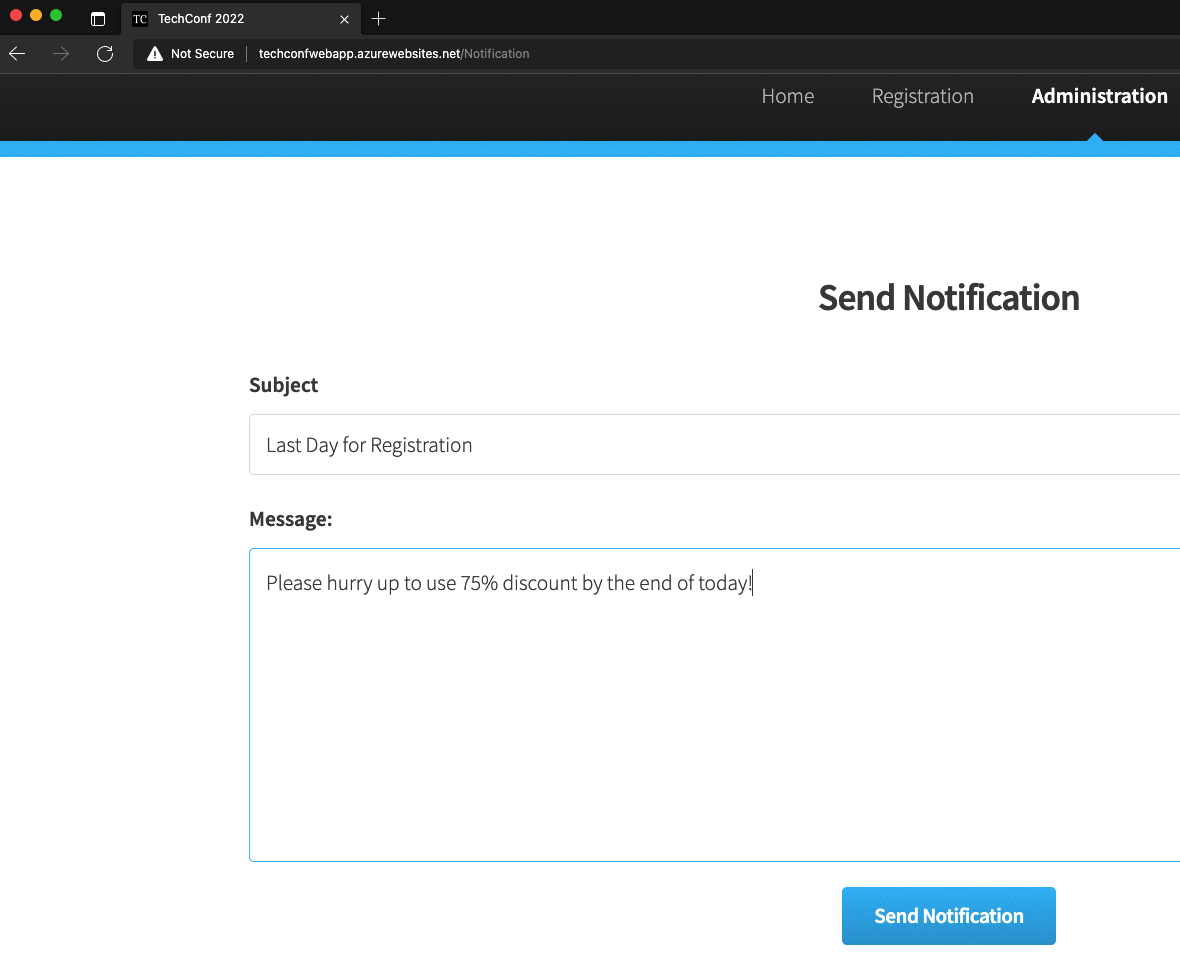 TC TechConf 2022
Not Secure techconfwebapp.azurewebsites.net/Notification
Home Registration Administration
Send Notification
Subject
Last Day for Registration
Message:
Please hurry up to use 75% discount by the end of today!
Send Notification